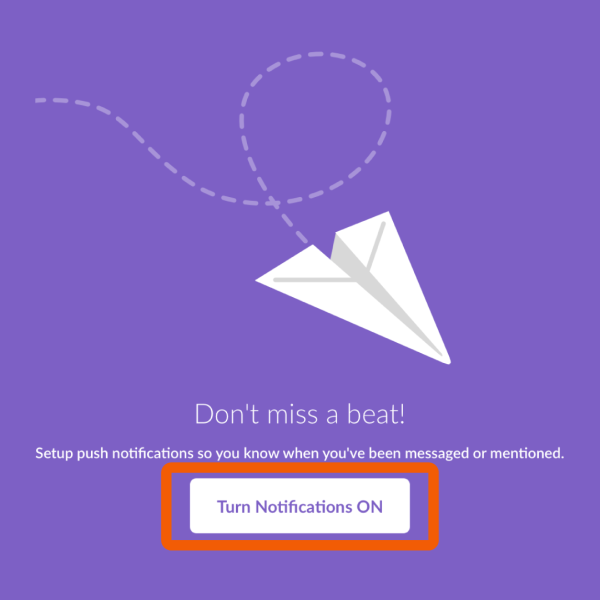 Don't miss a beat!
Setup push notifications so you know when you've been messaged or mentioned.
Turn Notifications ON